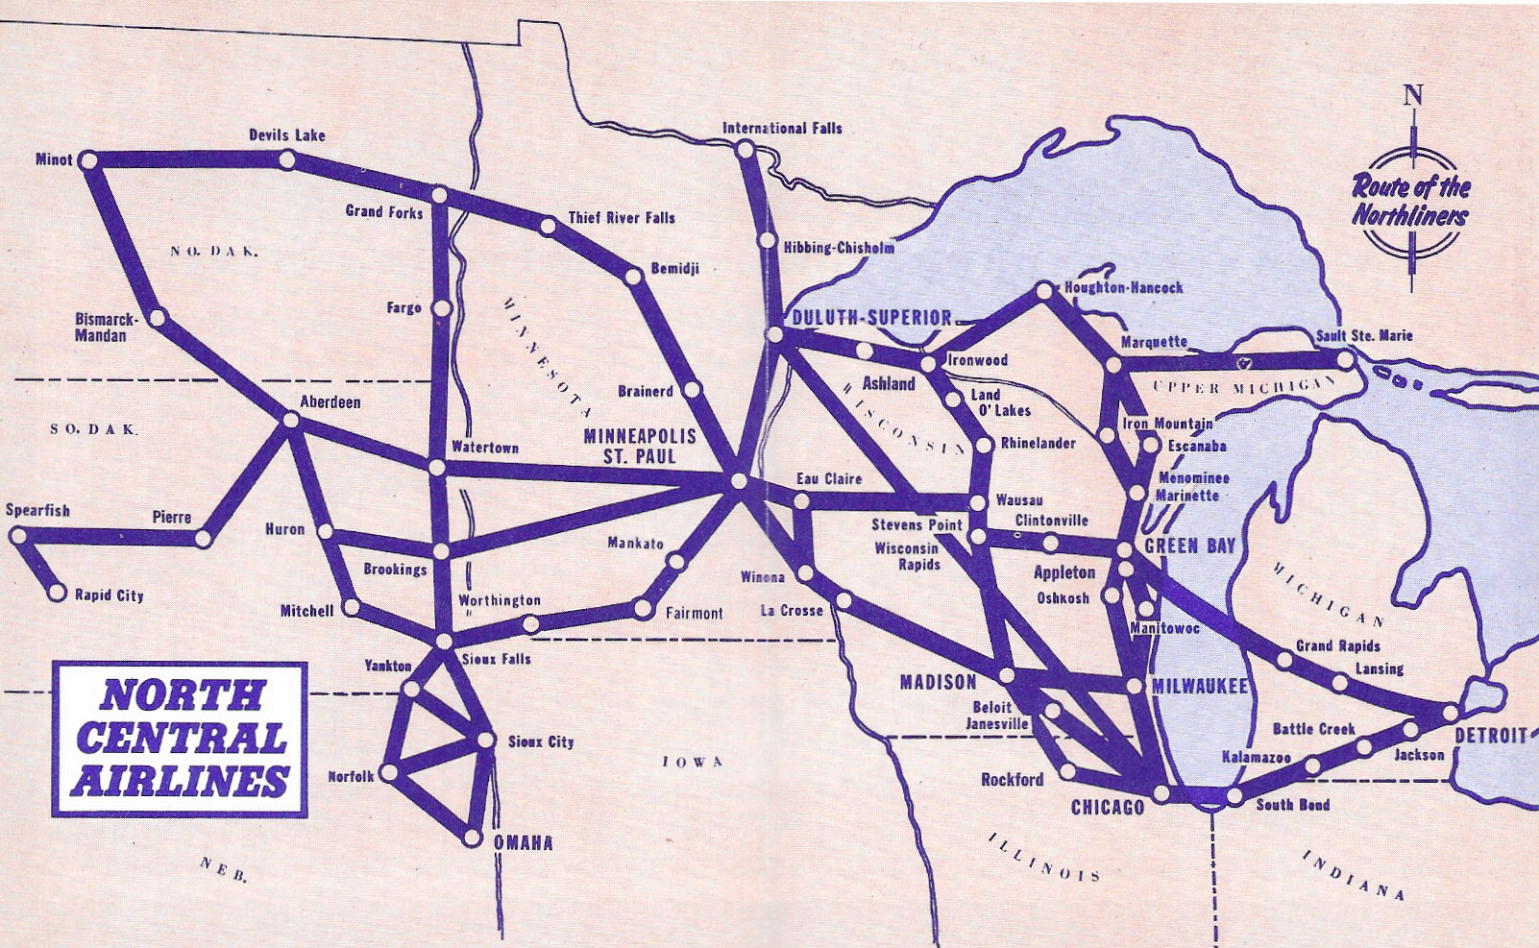 International Falls
Devils Lake
Minot
N
Route of the
Northliners
Grand Forks
Thief River Falls
NO. DAK.
Hibbing-Chisholm
Bemidji
Houghton-Hancock
Fargo
MINNESOTA
DULUTH-SUPERIOR
Bismarck-
Mandan
Sault Ste. Marie
Marquette
Ironwood
Ashland
UPPER MICHIGAN
Brainerd
Land
O' Lakes
Aberdeen
WISCONSIN
SO. DAK.
Iron Mountain
MINNEAPOLIS
ST. PAUL
Rhinelander
Escanaba
Watertown
Eau Claire
Menominee
Marinette
Wausau
Spearfish
Pierre
Stevens Point
Clintonville
Huron
Mankato
Wisconsin
Rapids
GREEN BAY
Brookings
Winona
Appleton
MICHIGAN
Rapid City
Worthington
Oshkosh
Mitchell
Fairmont
La Crosse
Manitowoc
Grand Rapids
Yankton
Sioux Falls
Lansing
MADISON
MILWAUKEE
NORTH
CENTRAL
AIRLINES
Beloit
Janesville
Battle Creek
DETROIT
Sioux City
IOWA
Kalamazoo
Jackson
Norfolk
Rockford
CHICAGO
South Bend
OMAHA
NEB.
ILLINOIS
INDIANA